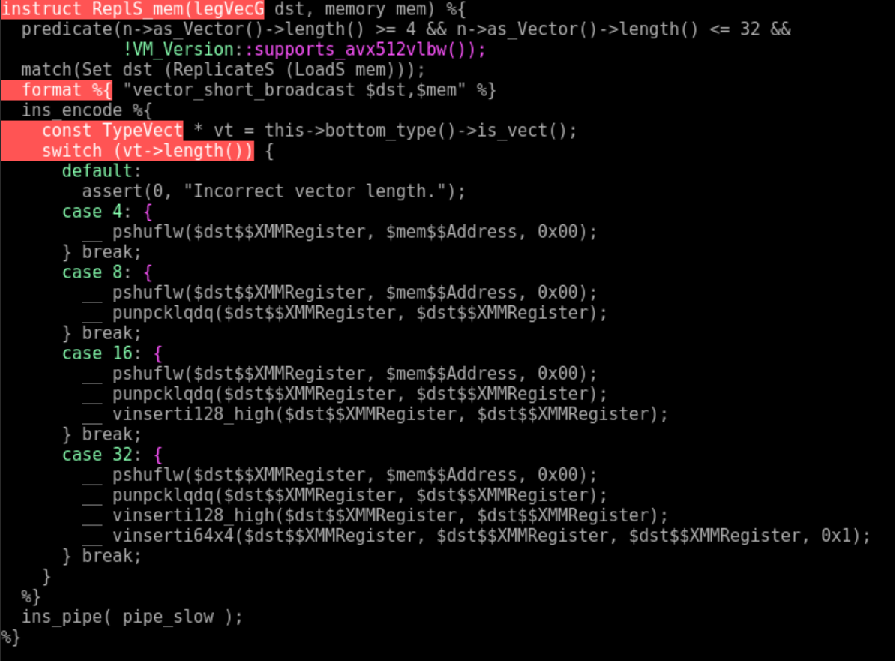 instruct ReplS_mem(legVecG dst, memory mem) %{
  predicate(n->as_Vector()->length() >= 4 && n->as_Vector()->length() <= 32 &&
            !VM_Version::supports_avx512vlbw());
  match(Set dst (ReplicateS (LoadS mem)));
  format %{ "vector_short_broadcast $dst,$mem" %}
  ins_encode %{
    const TypeVect * vt = this->bottom_type()->is_vect();
    switch (vt->length()) {
      default:
        assert(0, "Incorrect vector length.");
      case 4: {
        __ pshuflw($dst$$XMMRegister, $mem$$Address, 0x00);
      } break;
      case 8: {
        __ pshuflw($dst$$XMMRegister, $mem$$Address, 0x00);
        __ punpcklqdq($dst$$XMMRegister, $dst$$XMMRegister);
      } break;
      case 16: {
        __ pshuflw($dst$$XMMRegister, $mem$$Address, 0x00);
        __ punpcklqdq($dst$$XMMRegister, $dst$$XMMRegister);
        __ vinserti128_high($dst$$XMMRegister, $dst$$XMMRegister);
      } break;
      case 32: {
        __ pshuflw($dst$$XMMRegister, $mem$$Address, 0x00);
        __ punpcklqdq($dst$$XMMRegister, $dst$$XMMRegister);
        __ vinserti128_high($dst$$XMMRegister, $dst$$XMMRegister);
        __ vinserti64x4($dst$$XMMRegister, $dst$$XMMRegister, $dst$$XMMRegister, 0x1);
      } break;
    }
  %}
  ins_pipe( pipe_slow );
%}